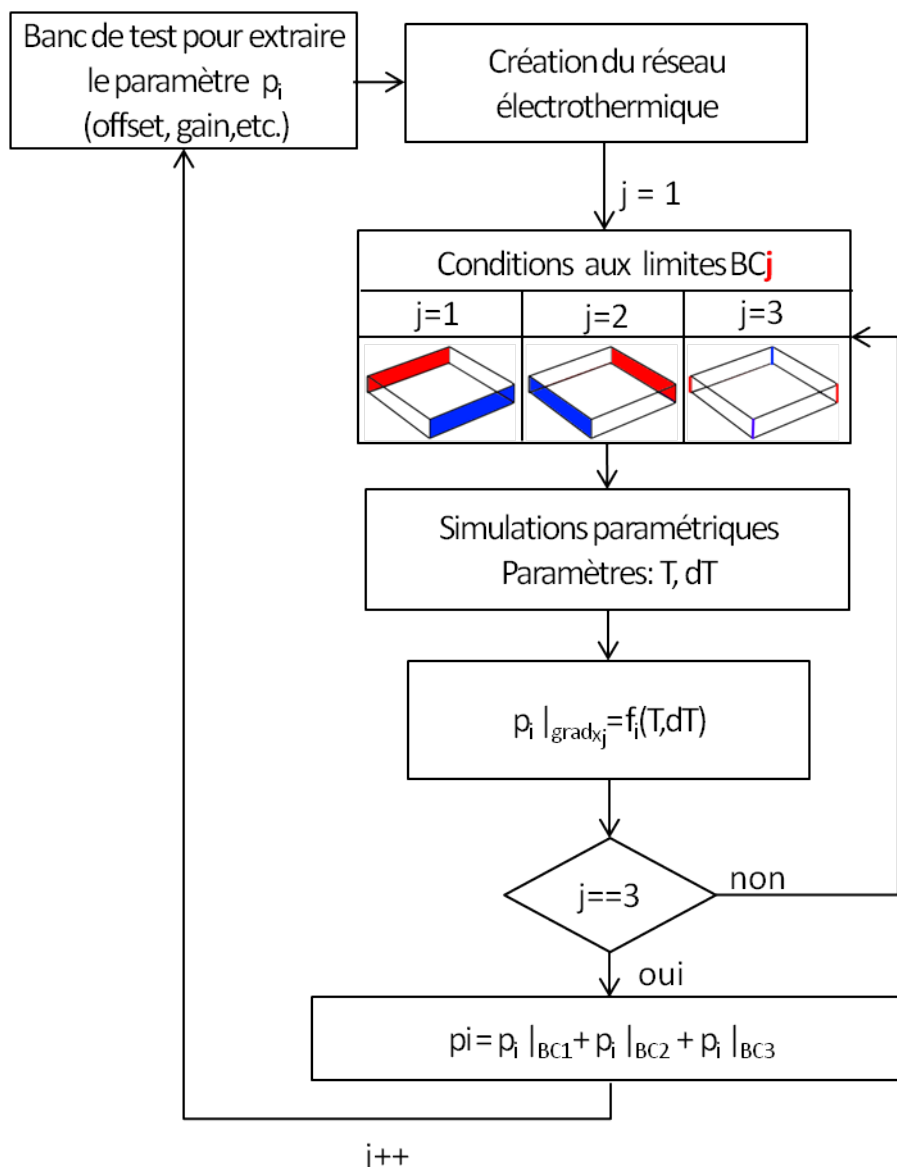 Banc de test pour extraire
le paramètre pi
(offset, gain,etc.)
Création du réseau
électrothermique
j = 1
Conditions aux limites BCj
j=1
j=2
j=3
Simulations paramétriques
Paramètres: T, dT
pi |gradxj=fi(T,dT)
j==3
non
oui
pi = pi |BC1+ pi |BC2 + pi |BC3
j++